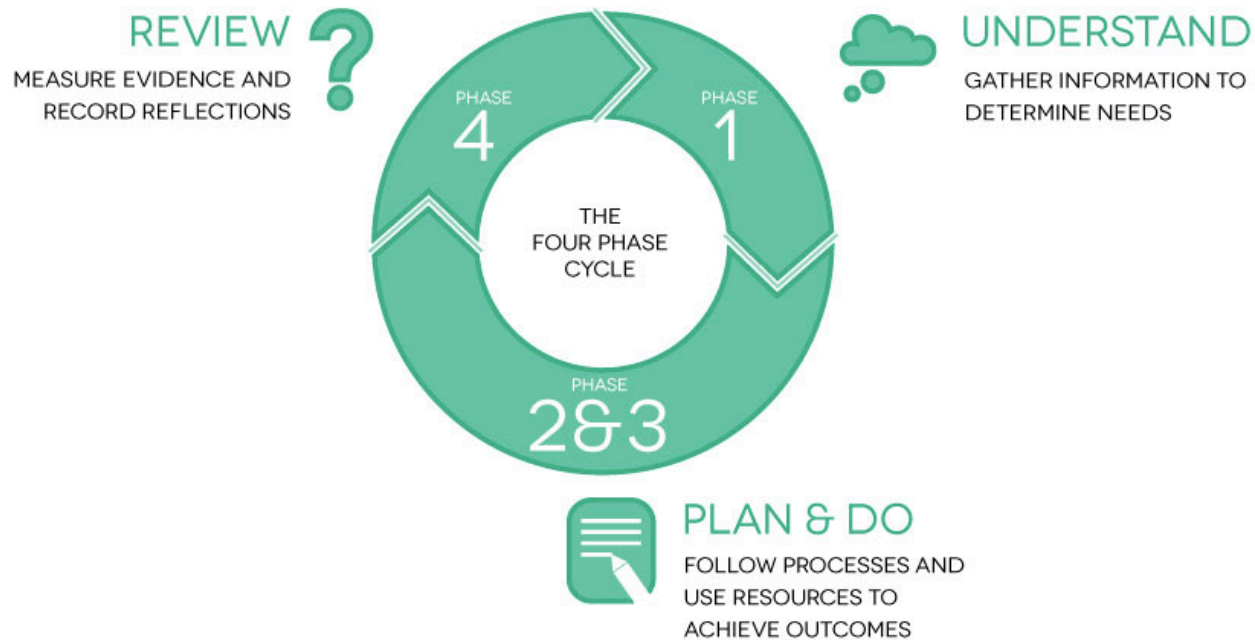 REVIEW
MEASURE EVIDENCE AND
RECORD REFLECTIONS
PHASE
4
PHASE
1
UNDERSTAND
GATHER INFORMATION TO
DETERMINE NEEDS
THE
FOUR PHASE
CYCLE
PHASE
2&3
PLAN & DO
FOLLOW PROCESSES AND
USE RESOURCES TO
ACHIEVE OUTCOMES